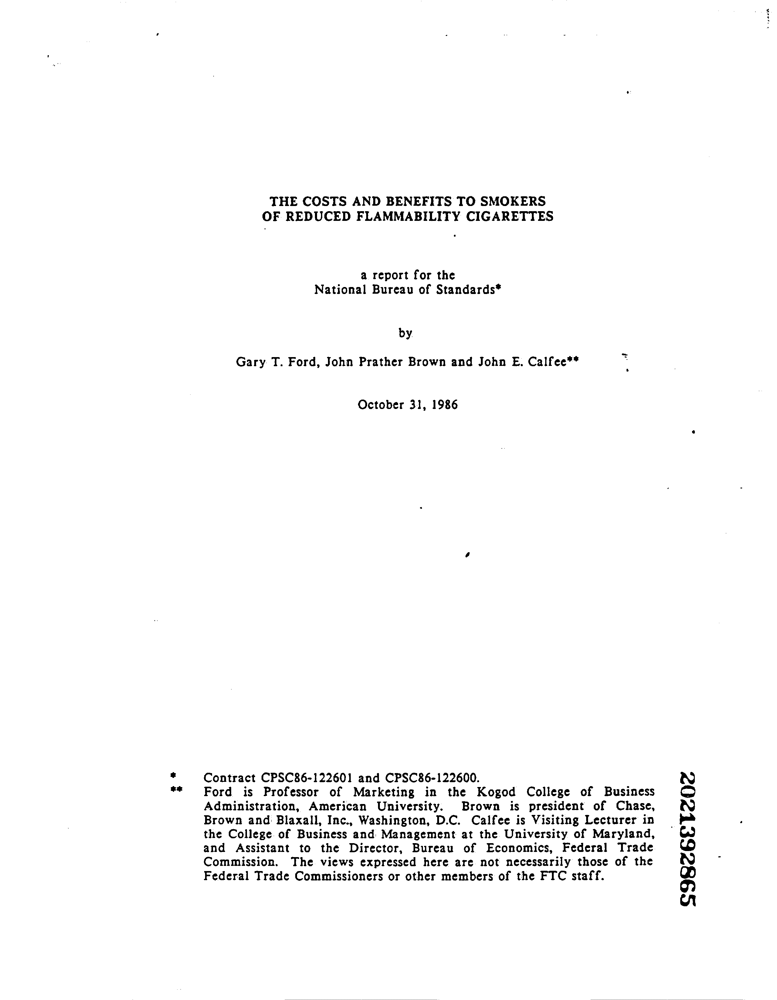 THE COSTS AND BENEFITS TO SMOKERS
OF REDUCED FLAMMABILITY CIGARETTES
a report for the
National Bureau of Standards*
by
Gary T. Ford, John Prather Brown and John E. Calfee**
October 31, 1986
* Contract CPSC86-122601 and CPSC86-122600.
** Ford is Professor of Marketing in the Kogod College of Business
Administration, American University. Brown is president of Chase,
Brown and Blaxall, Inc., Washington, D.C. Calfee is Visiting Lecturer in
the College of Business and Management at the University of Maryland,
and Assistant to the Director, Bureau of Economics, Federal Trade
Commission. The views expressed here are not necessarily those of the
Federal Trade Commissioners or other members of the FTC staff.
2021392865